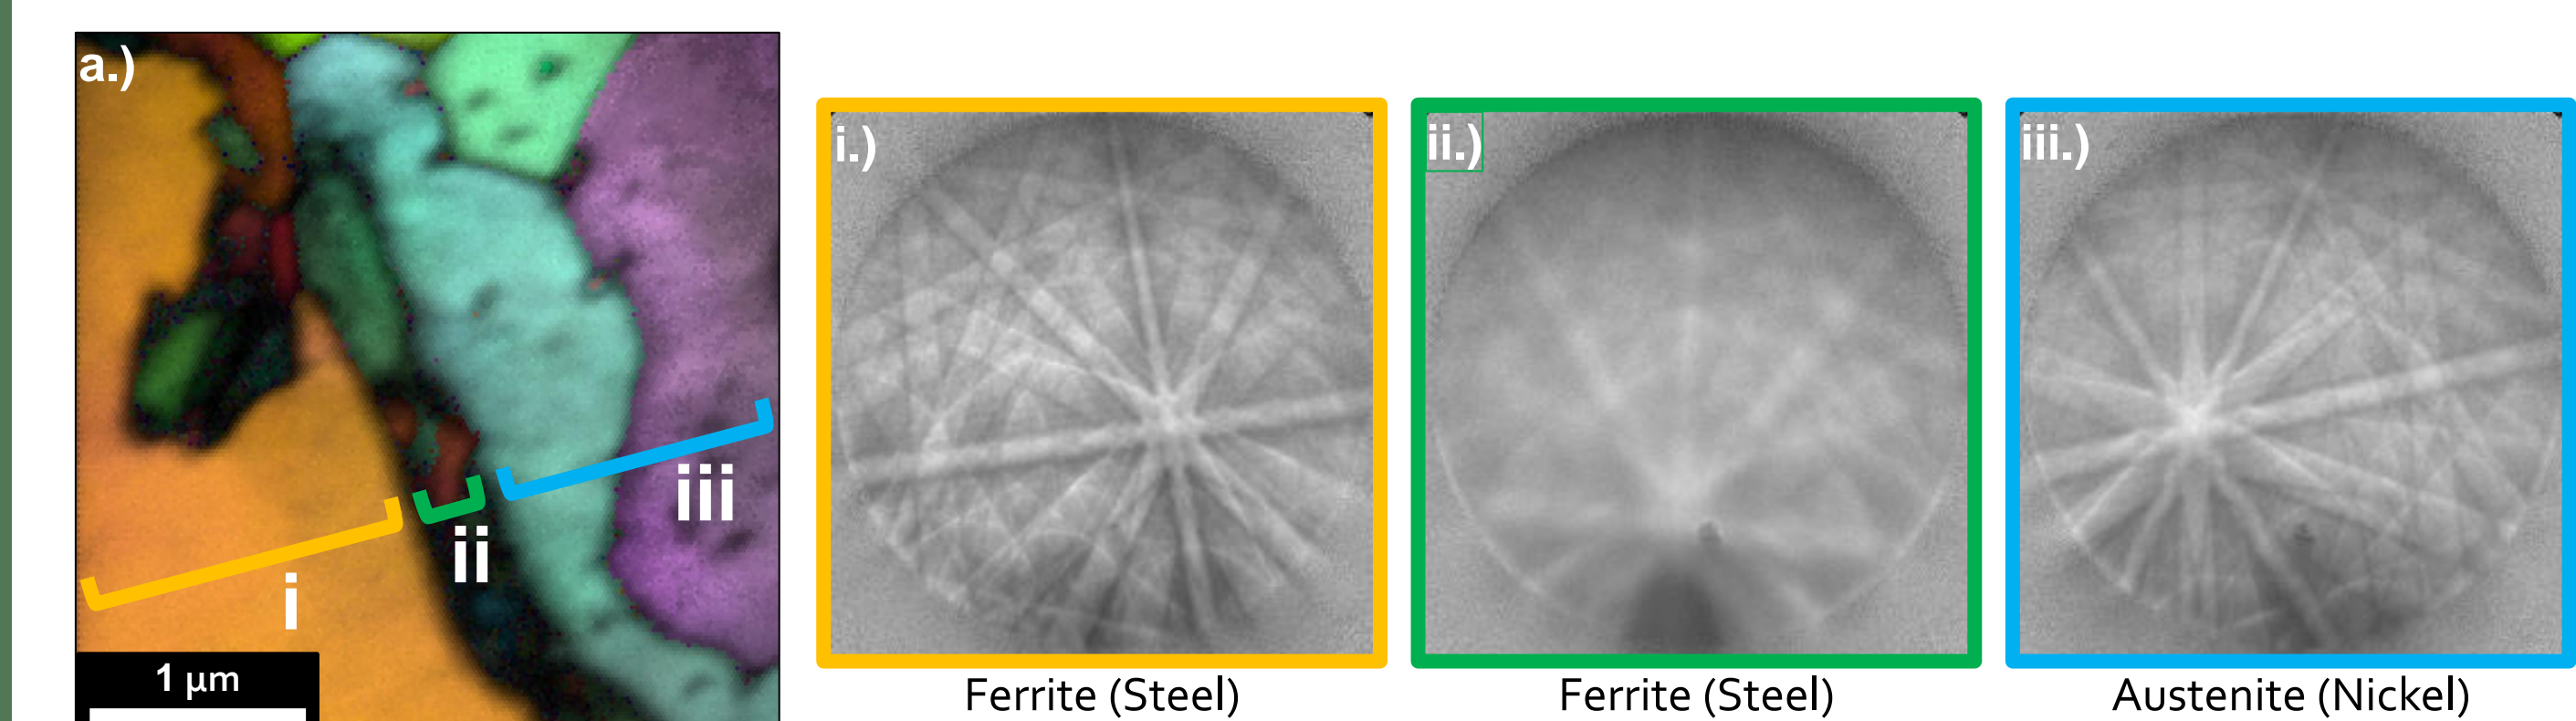 a.)
i
ii
iii
1 µm
i.)
ii.)
iii.)
Ferrite (Steel)
Ferrite (Steel)
Austenite (Nickel)